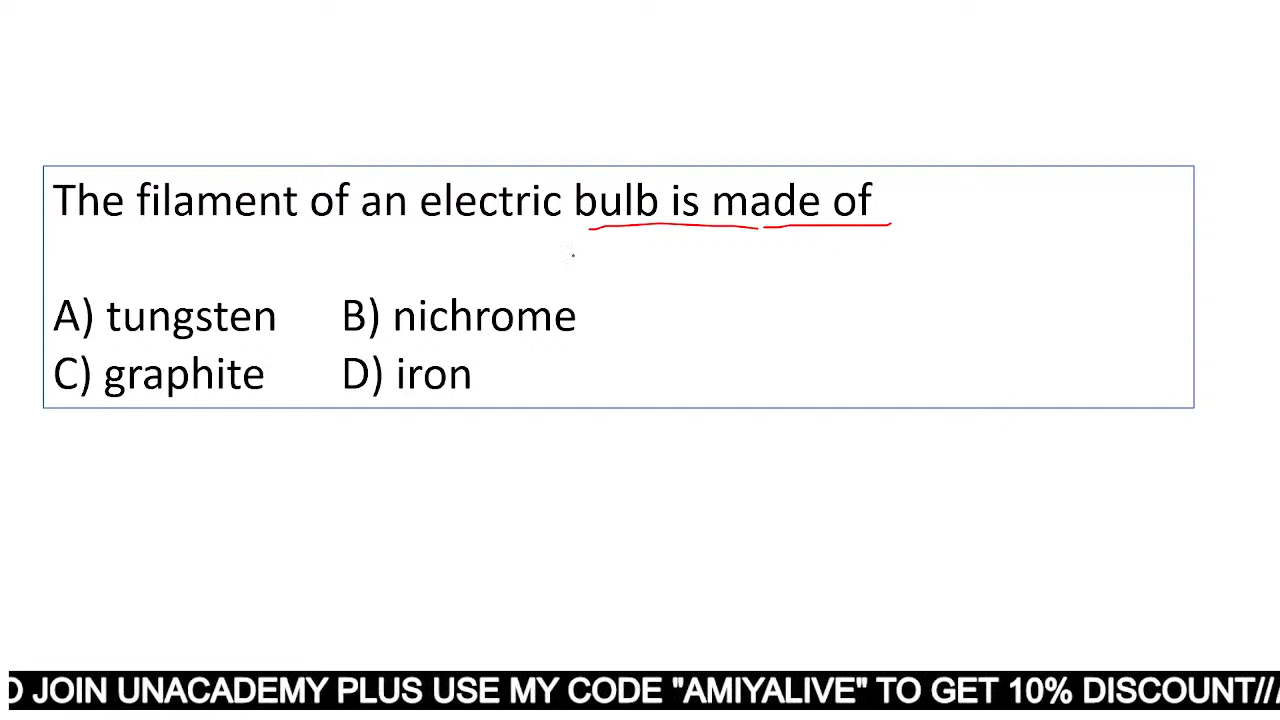 The filament of an electric bulb is made of
A) tungsten B) nichrome
C) graphite D) iron
JOIN UNACADEMY PLUS USE MY CODE "AMIYALIVE" TO GET 10% DISCOUNT//